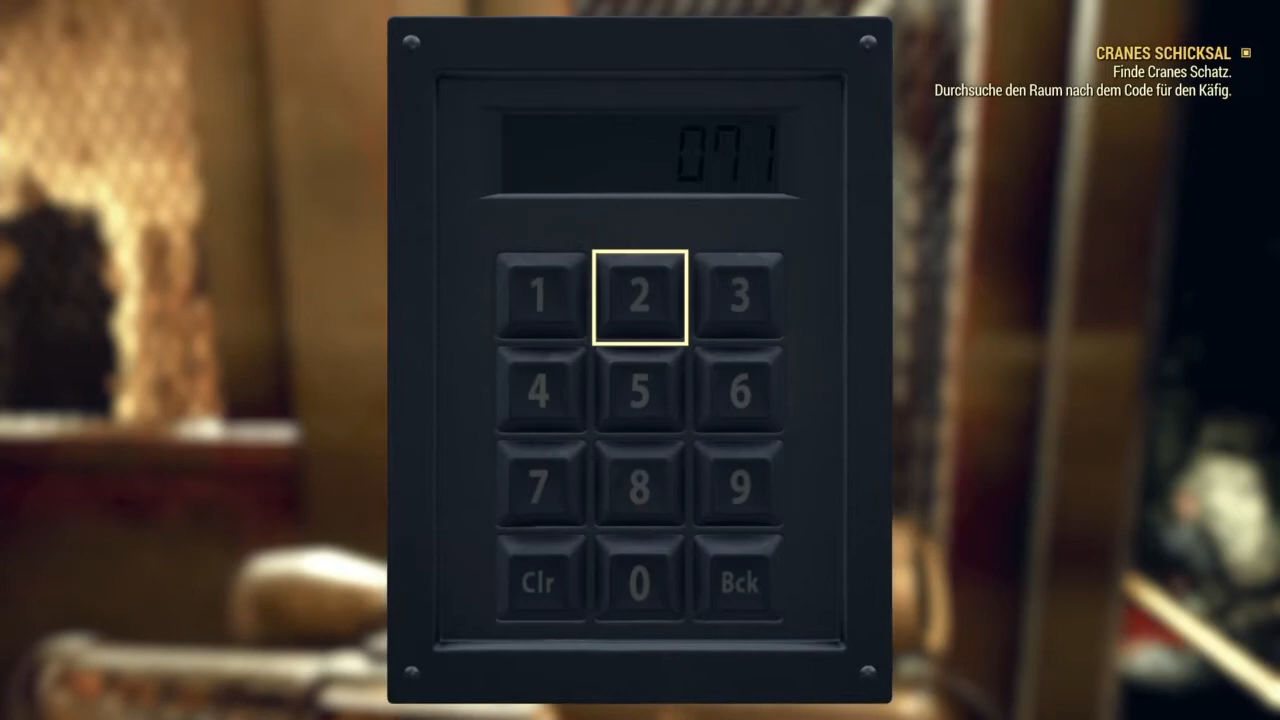 CRANES SCHICKSAL
Finde Cranes Schatz.
Durchsuche den Raum nach dem Code für den Käfig.
071
1 2 3
4 5 6
7 8 9
Clr 0 Bck